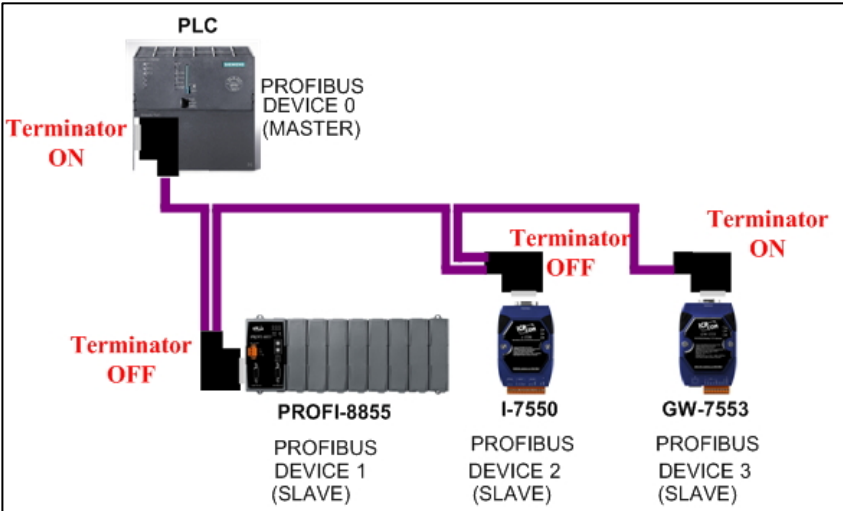 PLC
SIEMENS
PROFIBUS
DEVICE 0
(MASTER)
Terminator
ON
Terminator
OFF
Terminator
ON
Terminator
OFF
PROFI-8855
PROFIBUS
DEVICE 1
(SLAVE)
I-7550
PROFIBUS
DEVICE 2
(SLAVE)
GW-7553
PROFIBUS
DEVICE 3
(SLAVE)